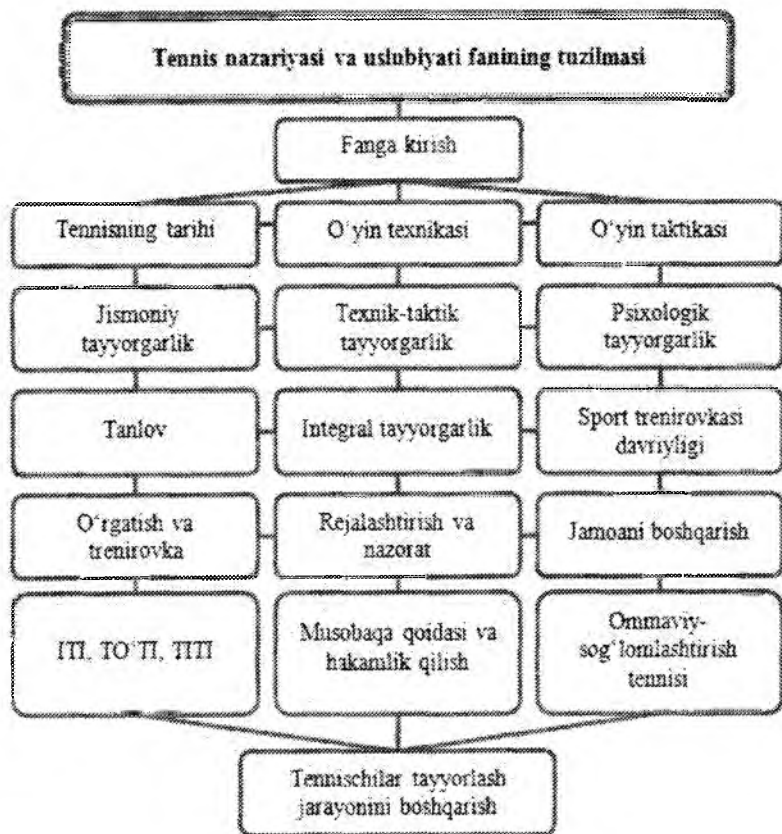 Tennis nazariyasi va uslubiyati fanining tuzilmasi
Fanga kirish
Tennisning tarihi
O‘yin texnikasi
O‘yin taktikasi
Jismoniy
tayyorgarlik
Texnik-taktik
tayyorgarlik
Psixologik
tayyorgarlik
Tanlov
Integral tayyorgarlik
Sport trenirovkasi
davriyligi
O‘rgatish va
trenirovka
Rejalashtirish va
nazorat
Jamoani boshqarish
ITI, TO‘TI, TITI
Musobaqa qoidasi va
hakamlik qilish
Ommaviy-
sog‘lomlashtirish
tennisi
Tennischilar tayyorlash
jarayonini boshqarish